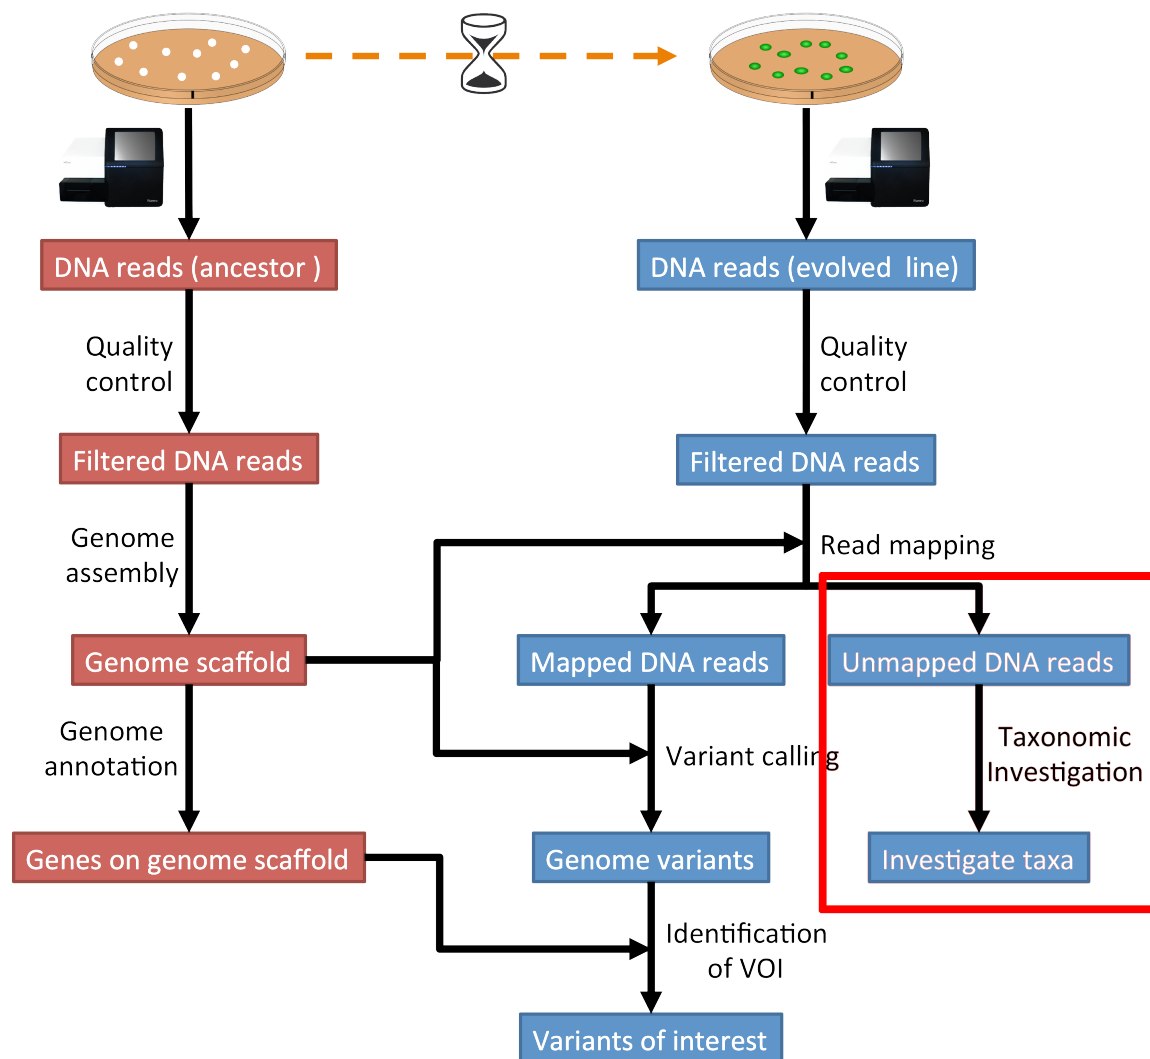 DNA reads (ancestor )
DNA reads (evolved line)
Quality
control
Quality
control
Filtered DNA reads
Filtered DNA reads
Genome
assembly
Read mapping
Genome scaffold
Mapped DNA reads
Unmapped DNA reads
Genome
annotation
Variant calling
Taxonomic
Investigation
Genes on genome scaffold
Genome variants
Investigate taxa
Identification
of VOI
Variants of interest